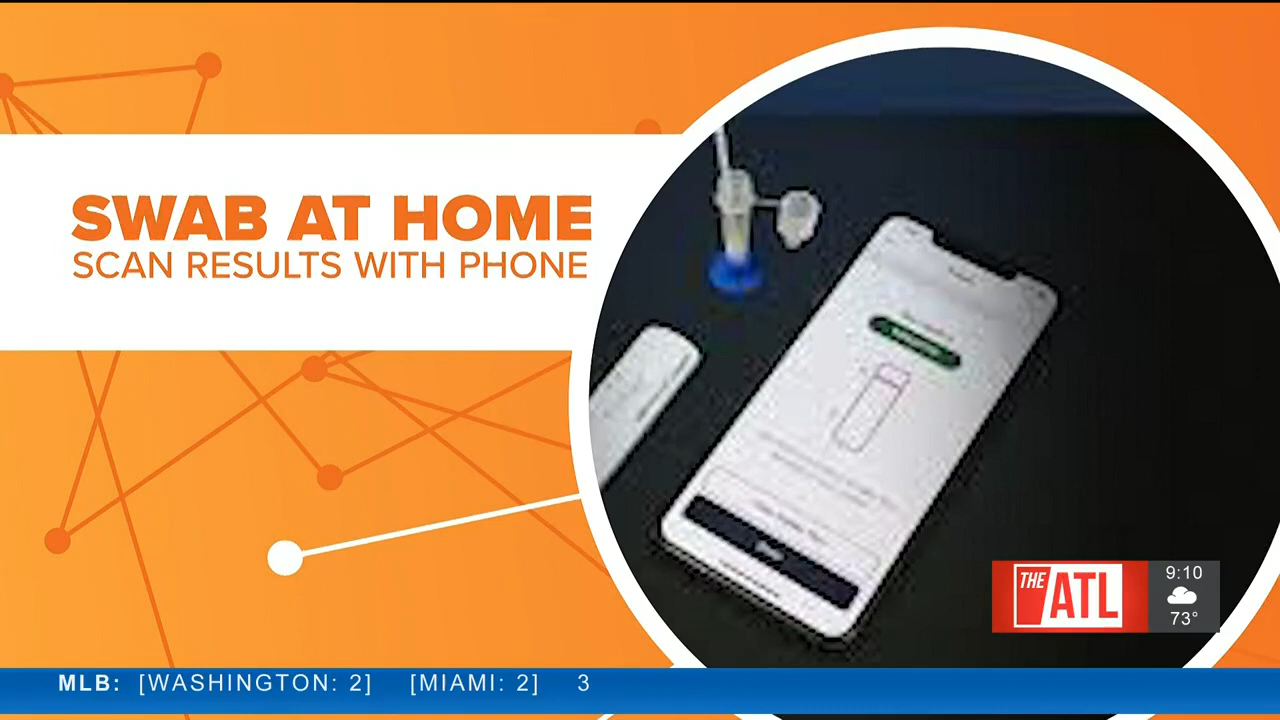 SWAB AT HOME
SCAN RESULTS WITH PHONE
THE ATL
9:10
73°
MLB: [WASHINGTON: 2] [MIAMI: 2] 3